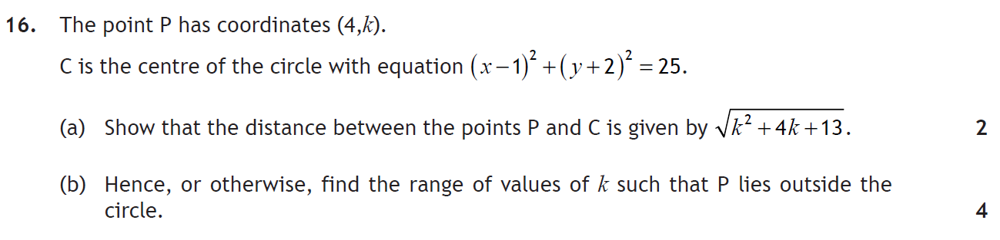 16. The point P has coordinates (4,k).
C is the centre of the circle with equation (x−1)² + (y+2)² = 25.
(a) Show that the distance between the points P and C is given by √(k² + 4k + 13). 2
(b) Hence, or otherwise, find the range of values of k such that P lies outside the
circle. 4